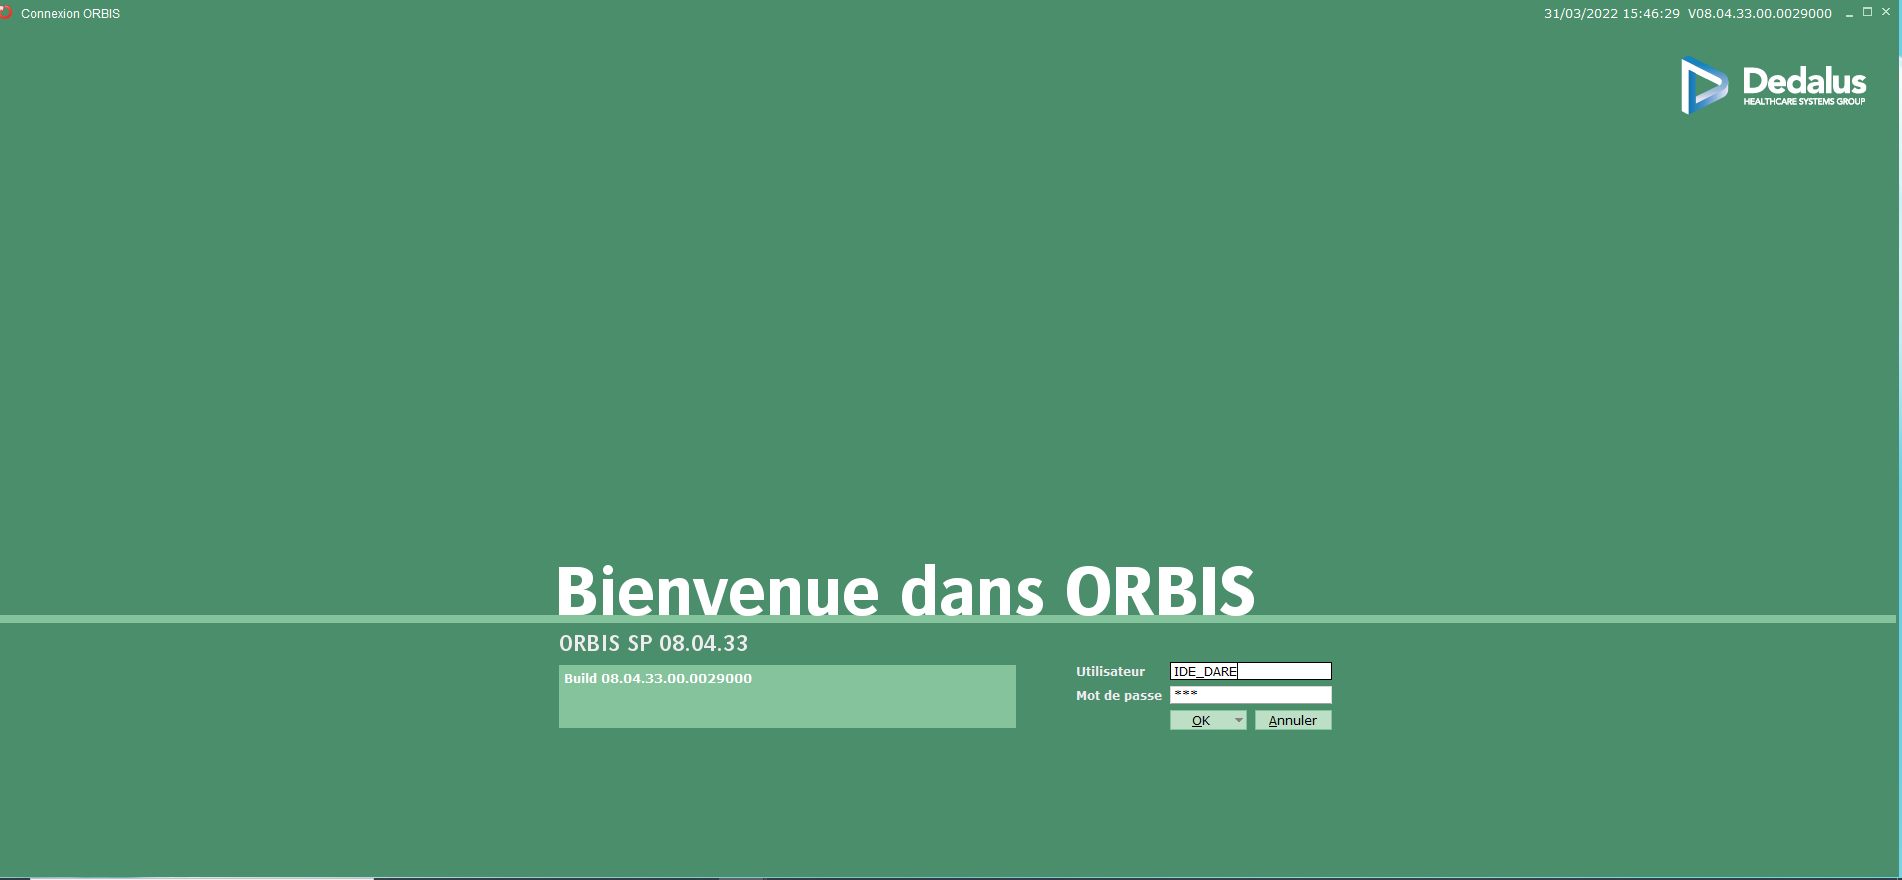 Connexion ORBIS
31/03/2022 15:46:29 V08.04.33.00.0029000
Dedalus
HEALTHCARE SYSTEMS GROUP
Bienvenue dans ORBIS
ORBIS SP 08.04.33
Build 08.04.33.00.0029000
Utilisateur IDE_DARE
Mot de passe ***
OK Annuler